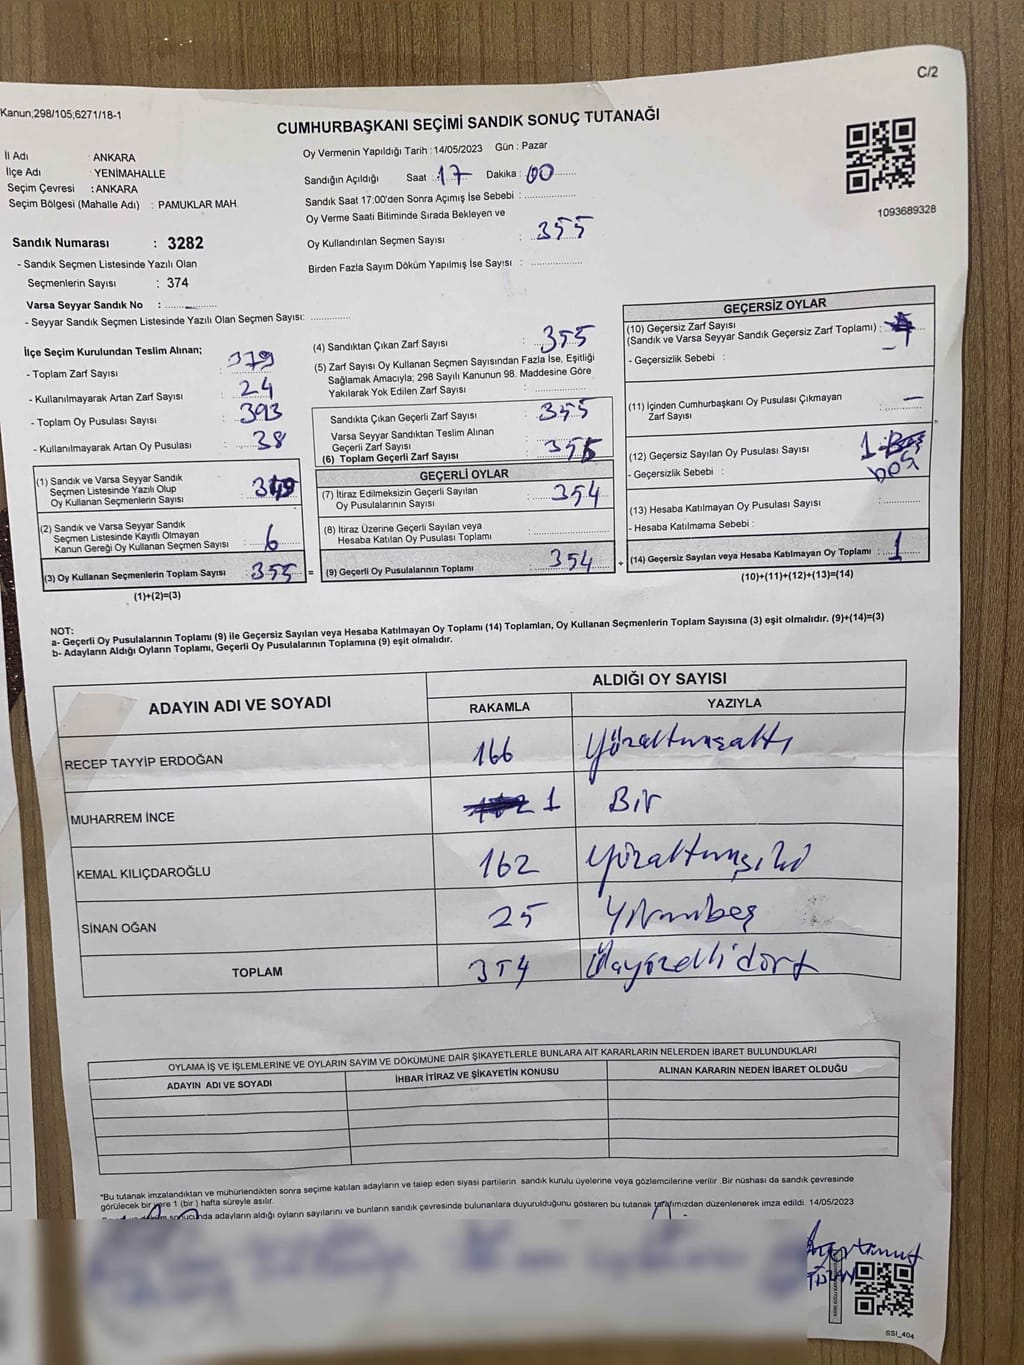 C/2
Kanun,298/105,6271/18-1
CUMHURBAŞKANI SEÇİMİ SANDIK SONUÇ TUTANAĞI
İl Adı : ANKARA
İlçe Adı : YENİMAHALLE
Seçim Çevresi : ANKARA
Seçim Bölgesi (Mahalle Adı) : PAMUKLAR MAH.
Sandık Numarası : 3282
- Sandık Seçmen Listesinde Yazılı Olan
Seçmenlerin Sayısı : 374
Varsa Seyyar Sandık No :
- Seyyar Sandık Seçmen Listesinde Yazılı Olan Seçmen Sayısı:
Oy Vermenin Yapıldığı Tarih : 14/05/2023 Gün : Pazar
Sandığın Açıldığı Saat : 17 Dakika : 00
Sandık Saat 17:00'den Sonra Açımış İse Sebebi :
Oy Verme Saati Bitiminde Sırada Bekleyen ve
Oy Kullandırılan Seçmen Sayısı : 355
Birden Fazla Sayım Döküm Yapılmış İse Sayısı :
1093689328
İlçe Seçim Kurulundan Teslim Alınan;
- Toplam Zarf Sayısı : 379
- Kullanılmayarak Artan Zarf Sayısı : 24
- Toplam Oy Pusulası Sayısı : 393
- Kullanılmayarak Artan Oy Pusulası : 38
(1) Sandık ve Varsa Seyyar Sandık
Seçmen Listesinde Yazılı Olup
Oy Kullanan Seçmenlerin Sayısı : 349
(2) Sandık ve Varsa Seyyar Sandık
Seçmen Listesinde Kayıtlı Olmayan
Kanun Gereği Oy Kullanan Seçmen Sayısı : 6
(3) Oy Kullanan Seçmenlerin Toplam Sayısı : 355 =
(1)+(2)=(3)
(4) Sandıktan Çıkan Zarf Sayısı : 355
(5) Zarf Sayısı Oy Kullanan Seçmen Sayısından Fazla İse, Eşitliği
Sağlamak Amacıyla; 298 Sayılı Kanunun 98. Maddesine Göre
Yakılarak Yok Edilen Zarf Sayısı :
Sandıkta Çıkan Geçerli Zarf Sayısı : 355
Varsa Seyyar Sandıktan Teslim Alınan
Geçerli Zarf Sayısı :
(6) Toplam Geçerli Zarf Sayısı : 355
GEÇERLİ OYLAR
(7) İtiraz Edilmeksizin Geçerli Sayılan
Oy Pusulasının Sayısı : 354
(8) İtiraz Üzerine Geçerli Sayılan veya
Hesaba Katılan Oy Pusulası Toplamı :
(9) Geçerli Oy Pusulalarının Toplamı : 354 +
GEÇERSİZ OYLAR
(10) Geçersiz Zarf Sayısı
(Sandık ve Varsa Seyyar Sandık Geçersiz Zarf Toplamı) :
- Geçersizlik Sebebi :
(11) İçinden Cumhurbaşkanı Oy Pusulası Çıkmayan
Zarf Sayısı : —
(12) Geçersiz Sayılan Oy Pusulası Sayısı : 1
- Geçersizlik Sebebi : boş
(13) Hesaba Katılmayan Oy Pusulası Sayısı :
- Hesaba Katılmama Sebebi :
(14) Geçersiz Sayılan veya Hesaba Katılmayan Oy Toplamı : 1
(10)+(11)+(12)+(13)=(14)
NOT:
a- Geçerli Oy Pusulalarının Toplamı (9) ile Geçersiz Sayılan veya Hesaba Katılmayan Oy Toplamı (14) Toplamları, Oy Kullanan Seçmenlerin Toplam Sayısına (3) eşit olmalıdır. (9)+(14)=(3)
b- Adayların Aldığı Oyların Toplamı, Geçerli Oy Pusulalarının Toplamına (9) eşit olmalıdır.
ADAYIN ADI VE SOYADI
ALDIĞI OY SAYISI
RAKAMLA YAZIYLA
RECEP TAYYİP ERDOĞAN 166 Yüzaltmışaltı
MUHARREM İNCE 1 Bir
KEMAL KILIÇDAROĞLU 162 Yüzaltmışiki
SİNAN OĞAN 25 Yirmibeş
TOPLAM 354 Üçyüzellidört
OYLAMA İŞ VE İŞLEMLERİNE VE OYLARIN SAYIM VE DÖKÜMÜNE DAİR ŞİKAYETLERLE BUNLARA AİT KARARLARIN NELERDEN İBARET BULUNDUKLARI
ADAYIN ADI VE SOYADI İHBAR İTİRAZ VE ŞİKAYETİN KONUSU ALINAN KARARIN NEDEN İBARET OLDUĞU
*Bu tutanak imzalandıktan ve mühürlendikten sonra seçime katılan adayların ve talep eden siyasi partilerin sandık kurulu üyelerine veya gözlemcilerine verilir .Bir nüshası da sandık çevresinde
görülecek bir yere 1 (bir ) hafta süreyle asılır.
sonucunda adayların aldığı oyların sayılarını ve bunların sandık çevresinde bulunanlara duyurulduğunu gösteren bu tutanak tarafımızdan düzenlenerek imza edildi. 14/05/2023
SSI_404